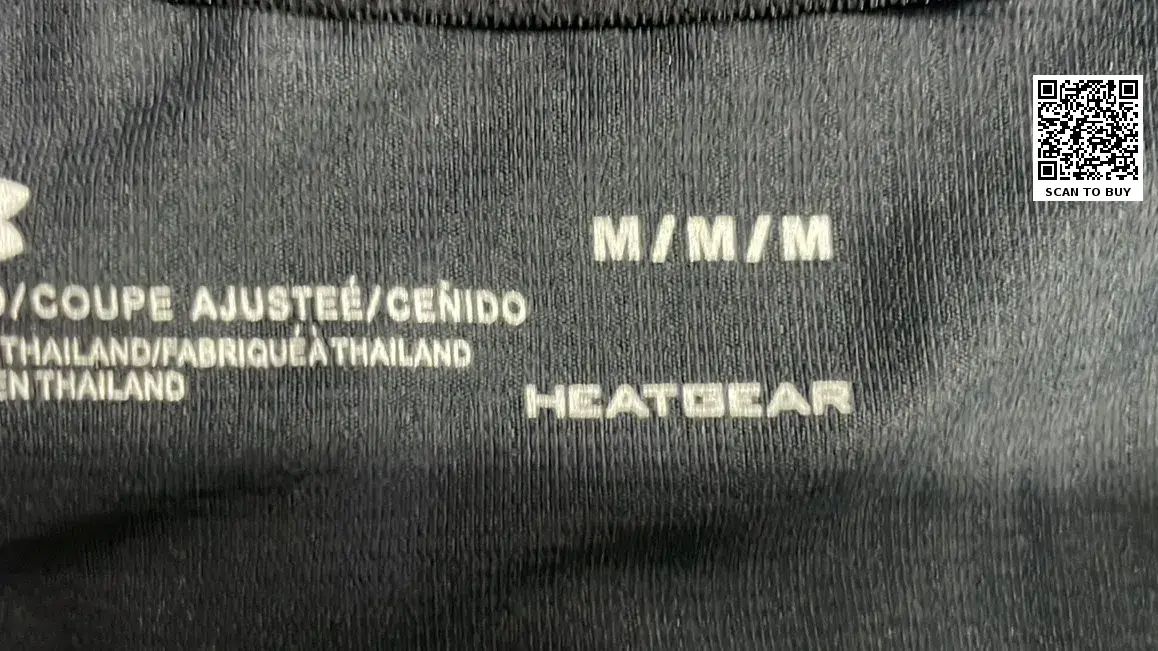 SCAN TO BUY
M/M/M
/COUPE AJUSTEÉ/CEÑIDO
THAILAND/FABRIQUÉ À THAILAND
EN THAILAND
HEATGEAR